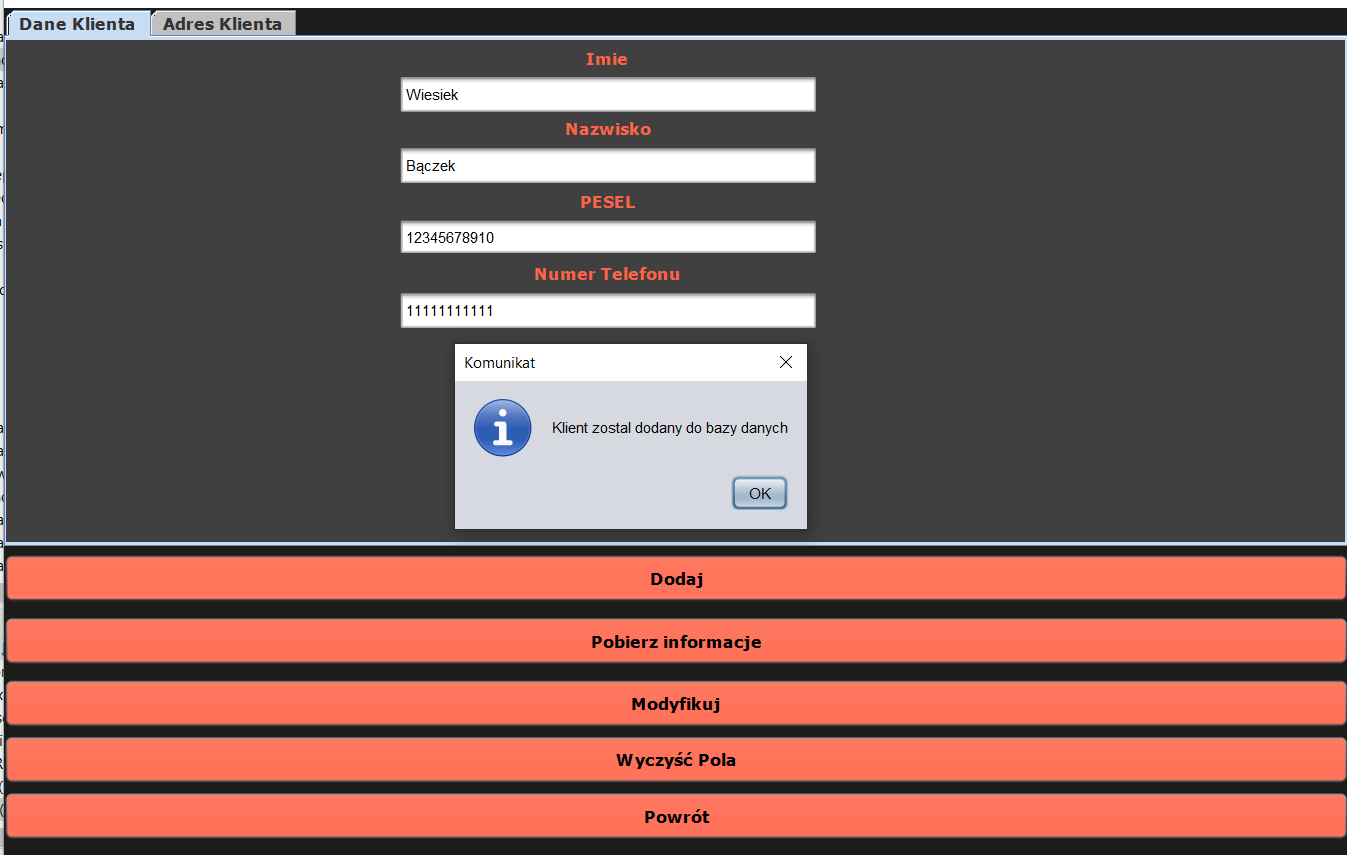 Dane Klienta Adres Klienta
Imie
Wiesiek
Nazwisko
Bączek
PESEL
12345678910
Numer Telefonu
11111111111
Komunikat
Klient zostal dodany do bazy danych
OK
Dodaj
Pobierz informacje
Modyfikuj
Wyczyść Pola
Powrót